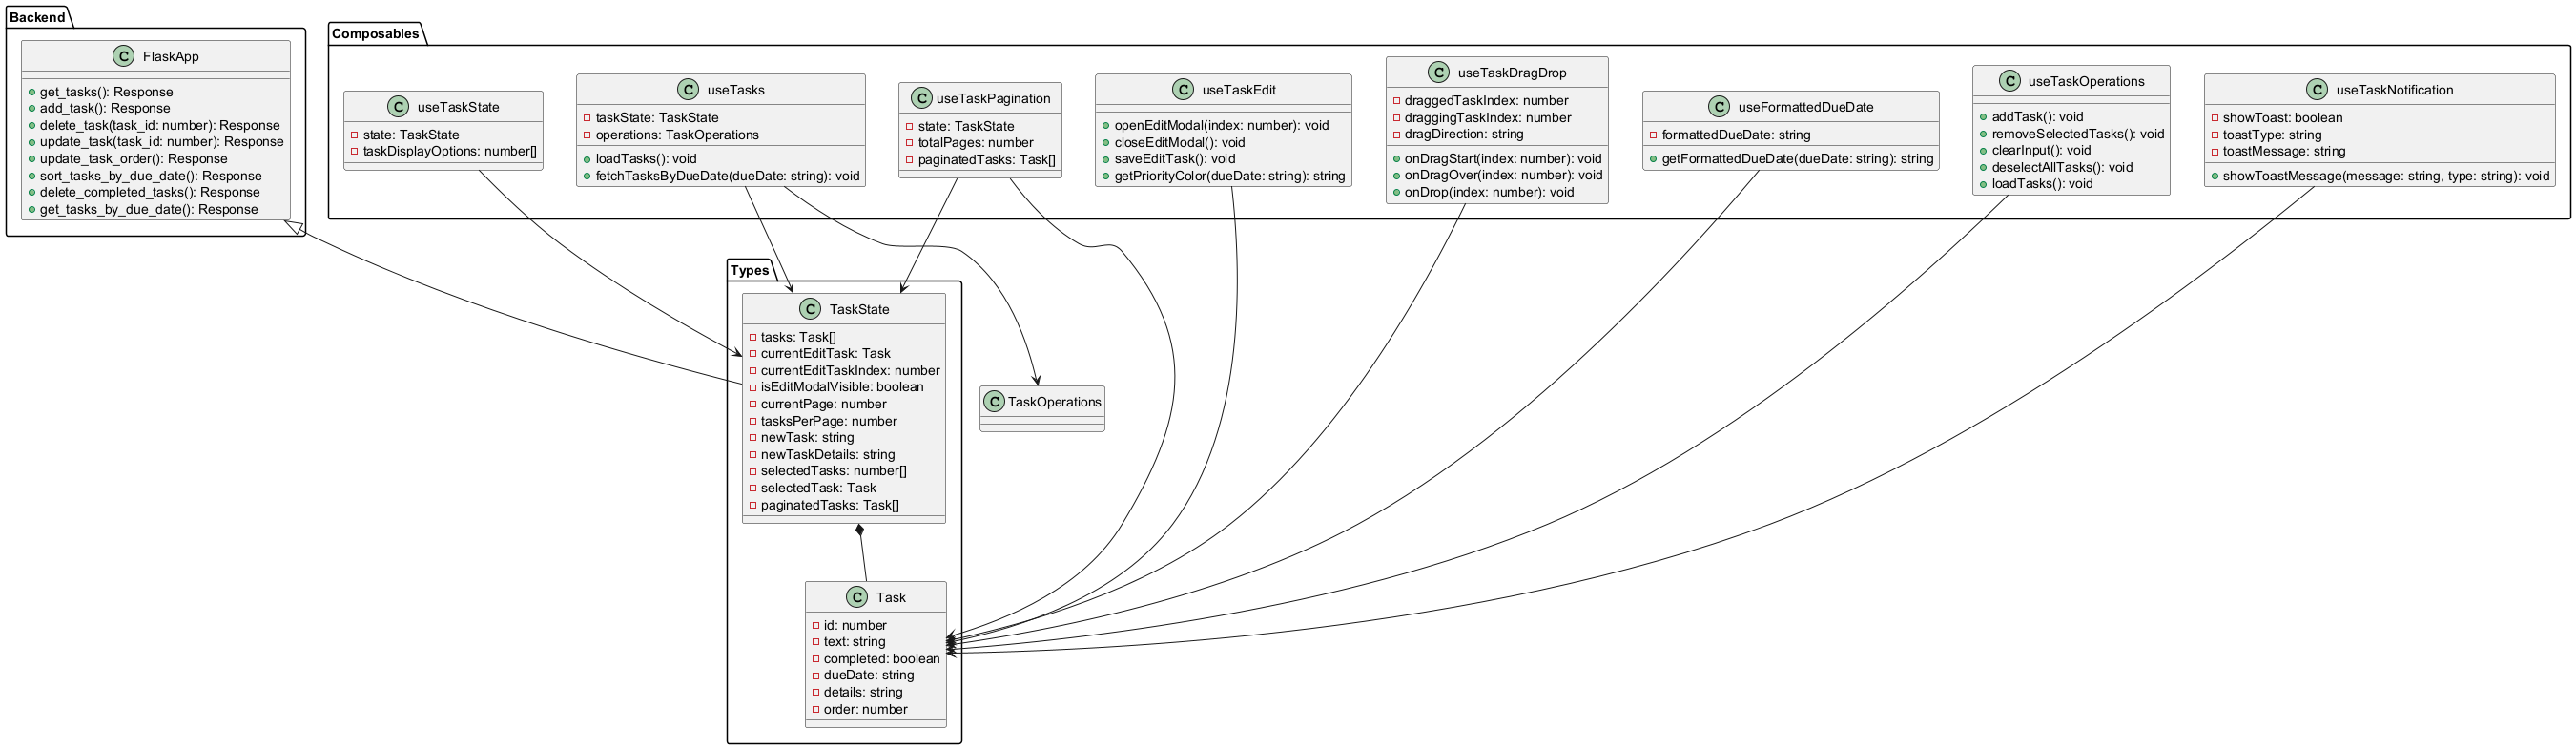 Backend
C FlaskApp
get_tasks(): Response
add_task(): Response
delete_task(task_id: number): Response
update_task(task_id: number): Response
update_task_order(): Response
sort_tasks_by_due_date(): Response
delete_completed_tasks(): Response
get_tasks_by_due_date(): Response
Composables
C useTaskState
state: TaskState
taskDisplayOptions: number[]
C useTasks
taskState: TaskState
operations: TaskOperations
loadTasks(): void
fetchTasksByDueDate(dueDate: string): void
C useTaskPagination
state: TaskState
totalPages: number
paginatedTasks: Task[]
C useTaskEdit
openEditModal(index: number): void
closeEditModal(): void
saveEditTask(): void
getPriorityColor(dueDate: string): string
C useTaskDragDrop
draggedTaskIndex: number
draggingTaskIndex: number
dragDirection: string
onDragStart(index: number): void
onDragOver(index: number): void
onDrop(index: number): void
C useFormattedDueDate
formattedDueDate: string
getFormattedDueDate(dueDate: string): string
C useTaskOperations
addTask(): void
removeSelectedTasks(): void
clearInput(): void
deselectAllTasks(): void
loadTasks(): void
C useTaskNotification
showToast: boolean
toastType: string
toastMessage: string
showToastMessage(message: string, type: string): void
Types
C TaskState
tasks: Task[]
currentEditTask: Task
currentEditTaskIndex: number
isEditModalVisible: boolean
currentPage: number
tasksPerPage: number
newTask: string
newTaskDetails: string
selectedTasks: number[]
selectedTask: Task
paginatedTasks: Task[]
C TaskOperations
C Task
id: number
text: string
completed: boolean
dueDate: string
details: string
order: number